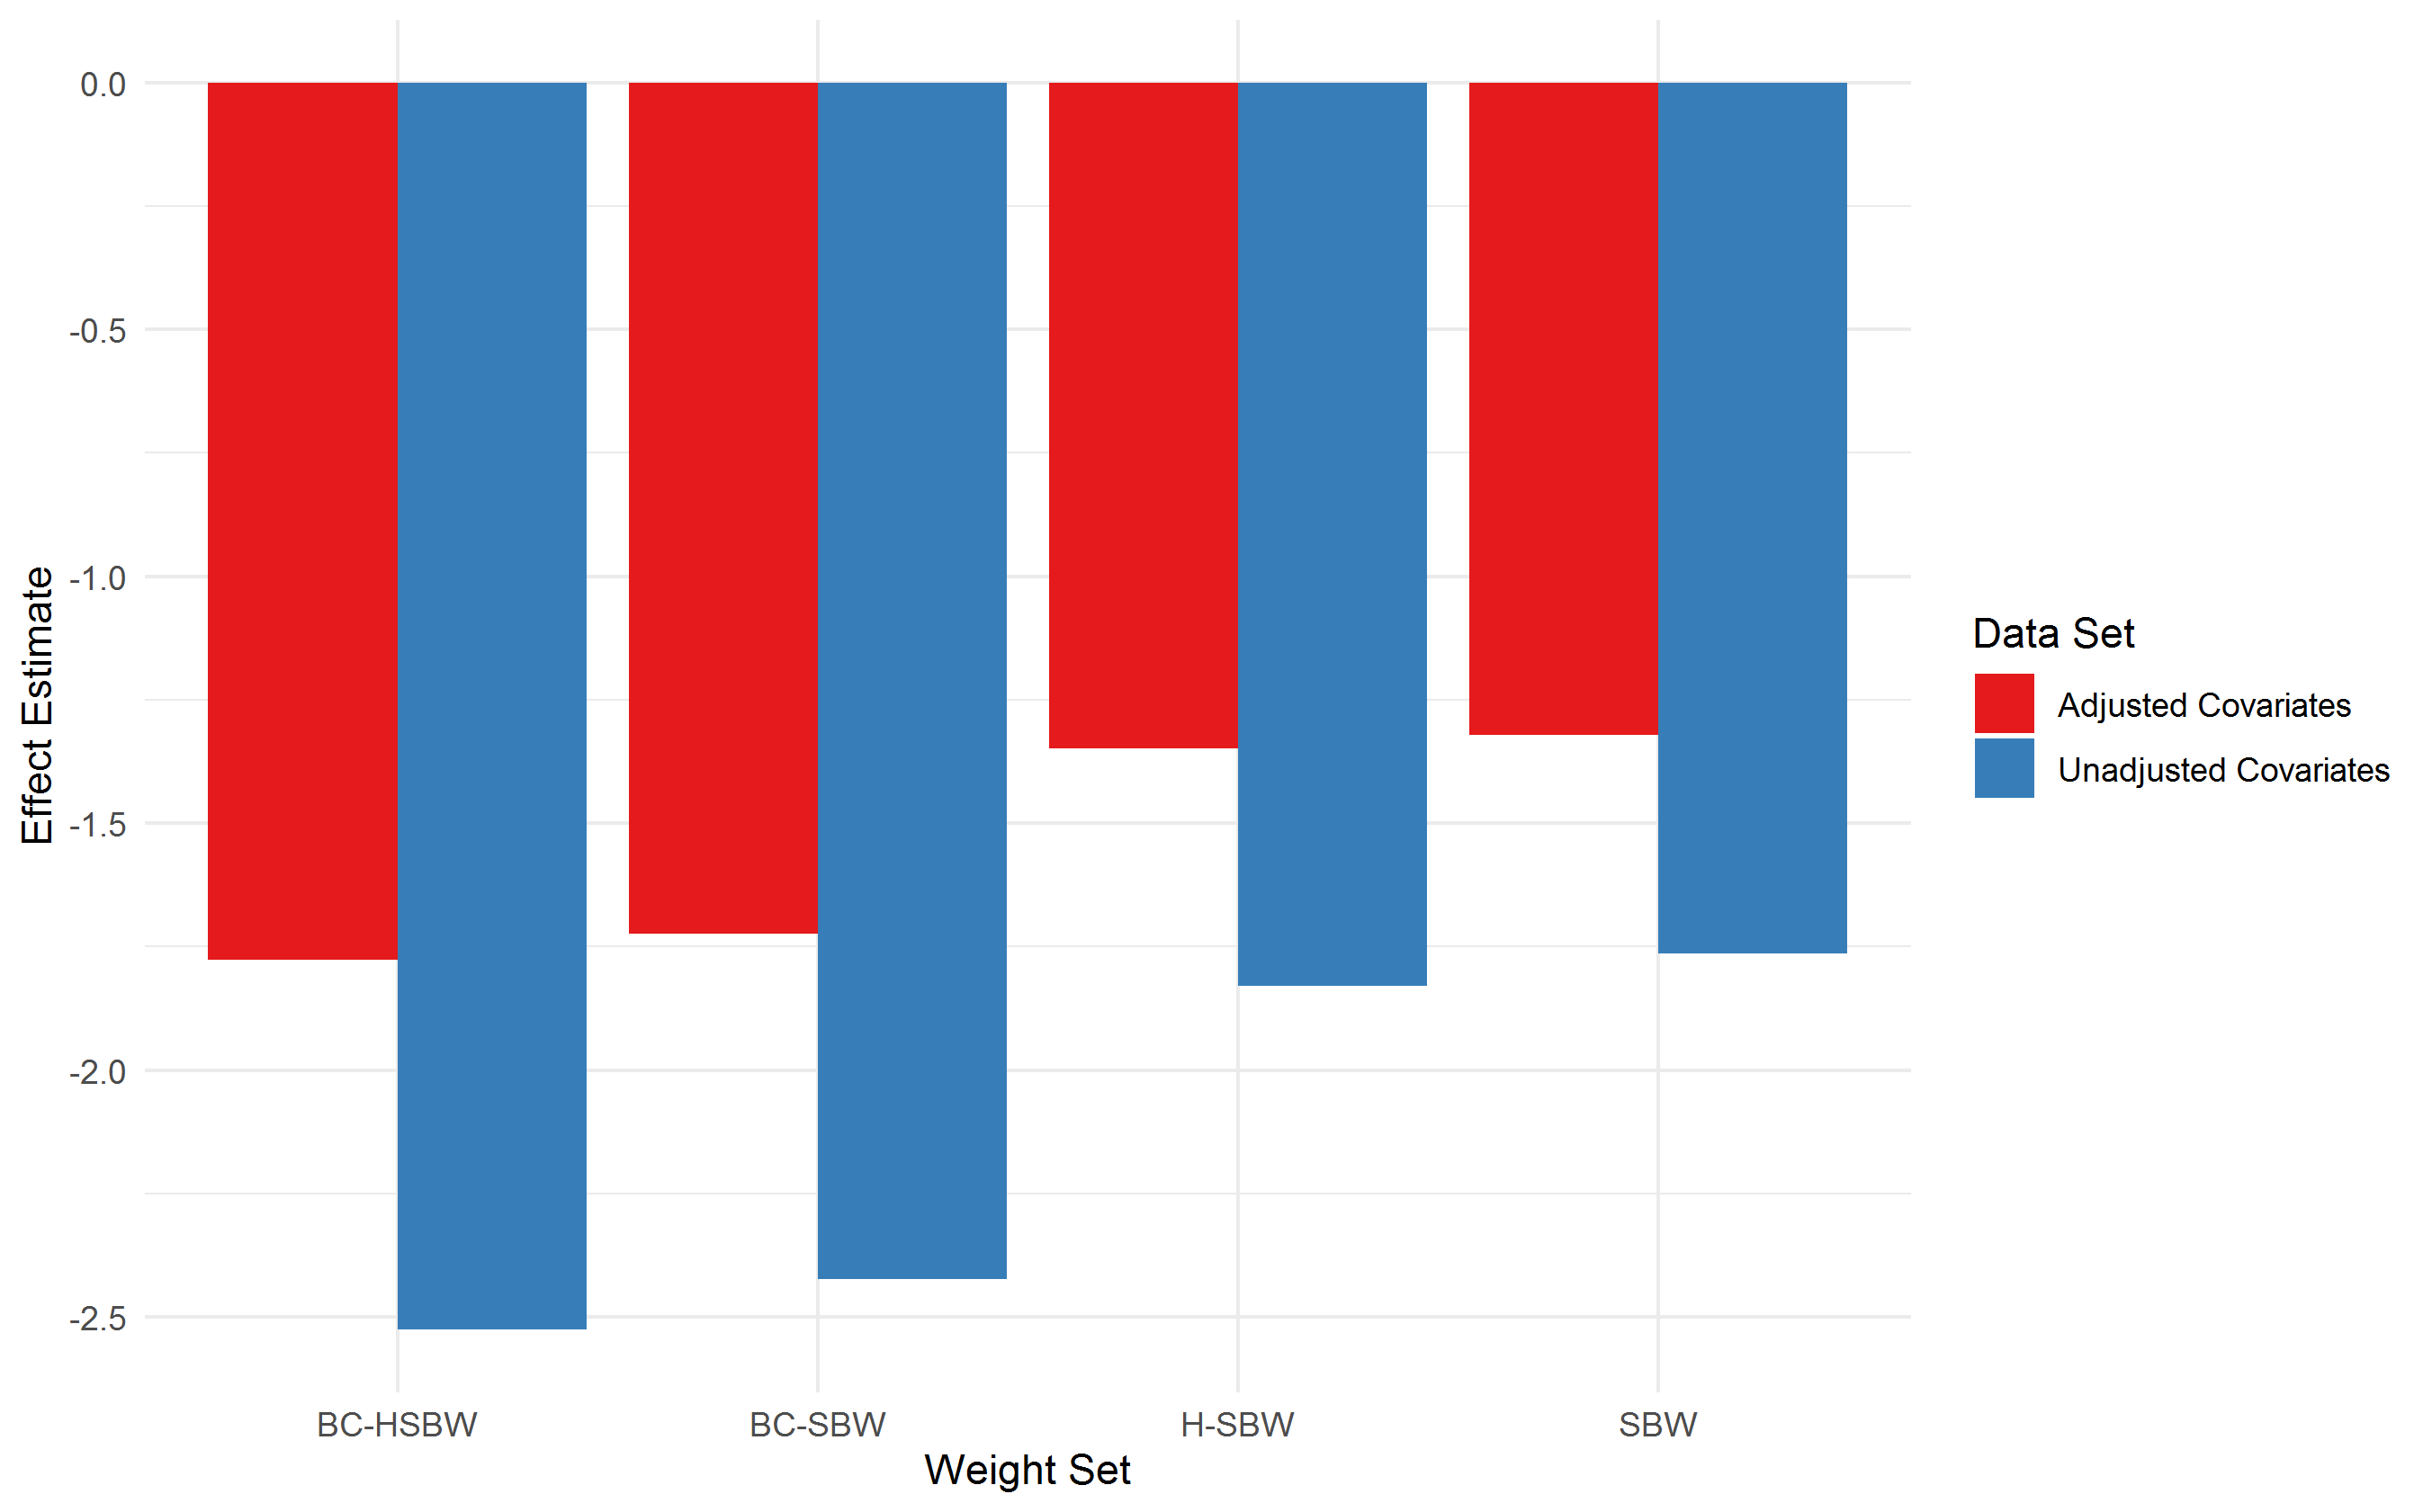 Effect Estimate
0.0
-0.5
-1.0
-1.5
-2.0
-2.5
BC-HSBW
BC-SBW
H-SBW
SBW
Weight Set
Data Set
Adjusted Covariates
Unadjusted Covariates